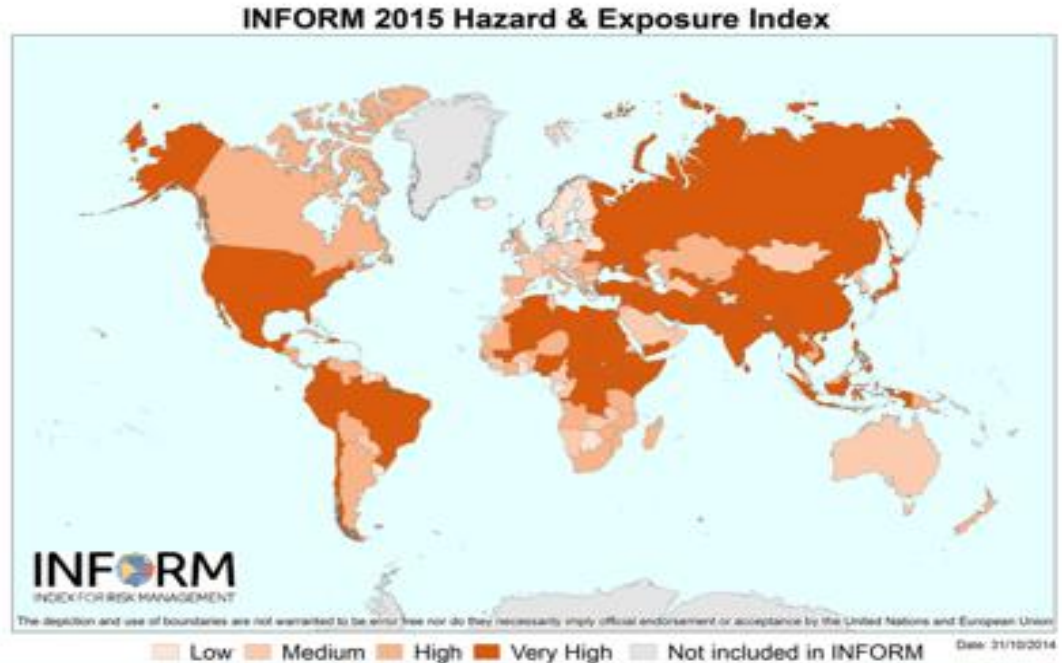 INFORM 2015 Hazard & Exposure Index
INFORM
INDEX FOR RISK MANAGEMENT
The depiction and use of boundaries are not warranted to be error free nor do they necessarily imply official endorsement or acceptance by the United Nations and European Union
Low Medium High Very High Not included in INFORM
Date: 31/10/2014